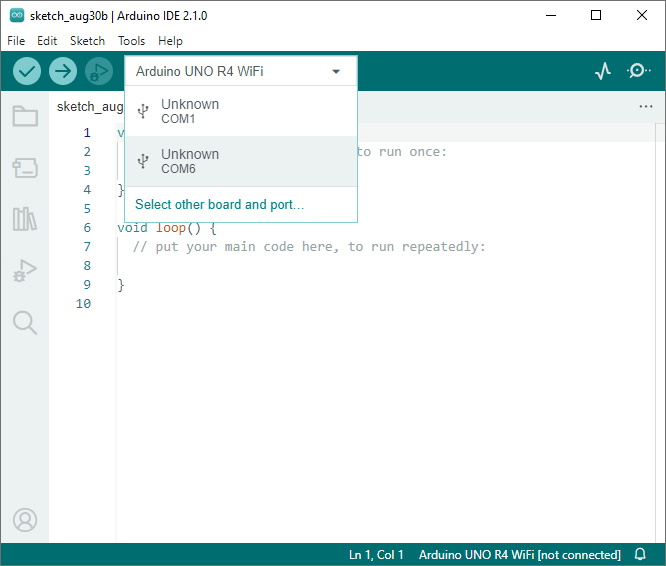 sketch_aug30b | Arduino IDE 2.1.0
File Edit Sketch Tools Help
Arduino UNO R4 WiFi
Unknown
COM1
Unknown
COM6
Select other board and port…
sketch_aug
1 v
2 to run once:
3
4 }
5
6 void loop() {
7 // put your main code here, to run repeatedly:
8
9 }
10
Ln 1, Col 1 Arduino UNO R4 WiFi [not connected]